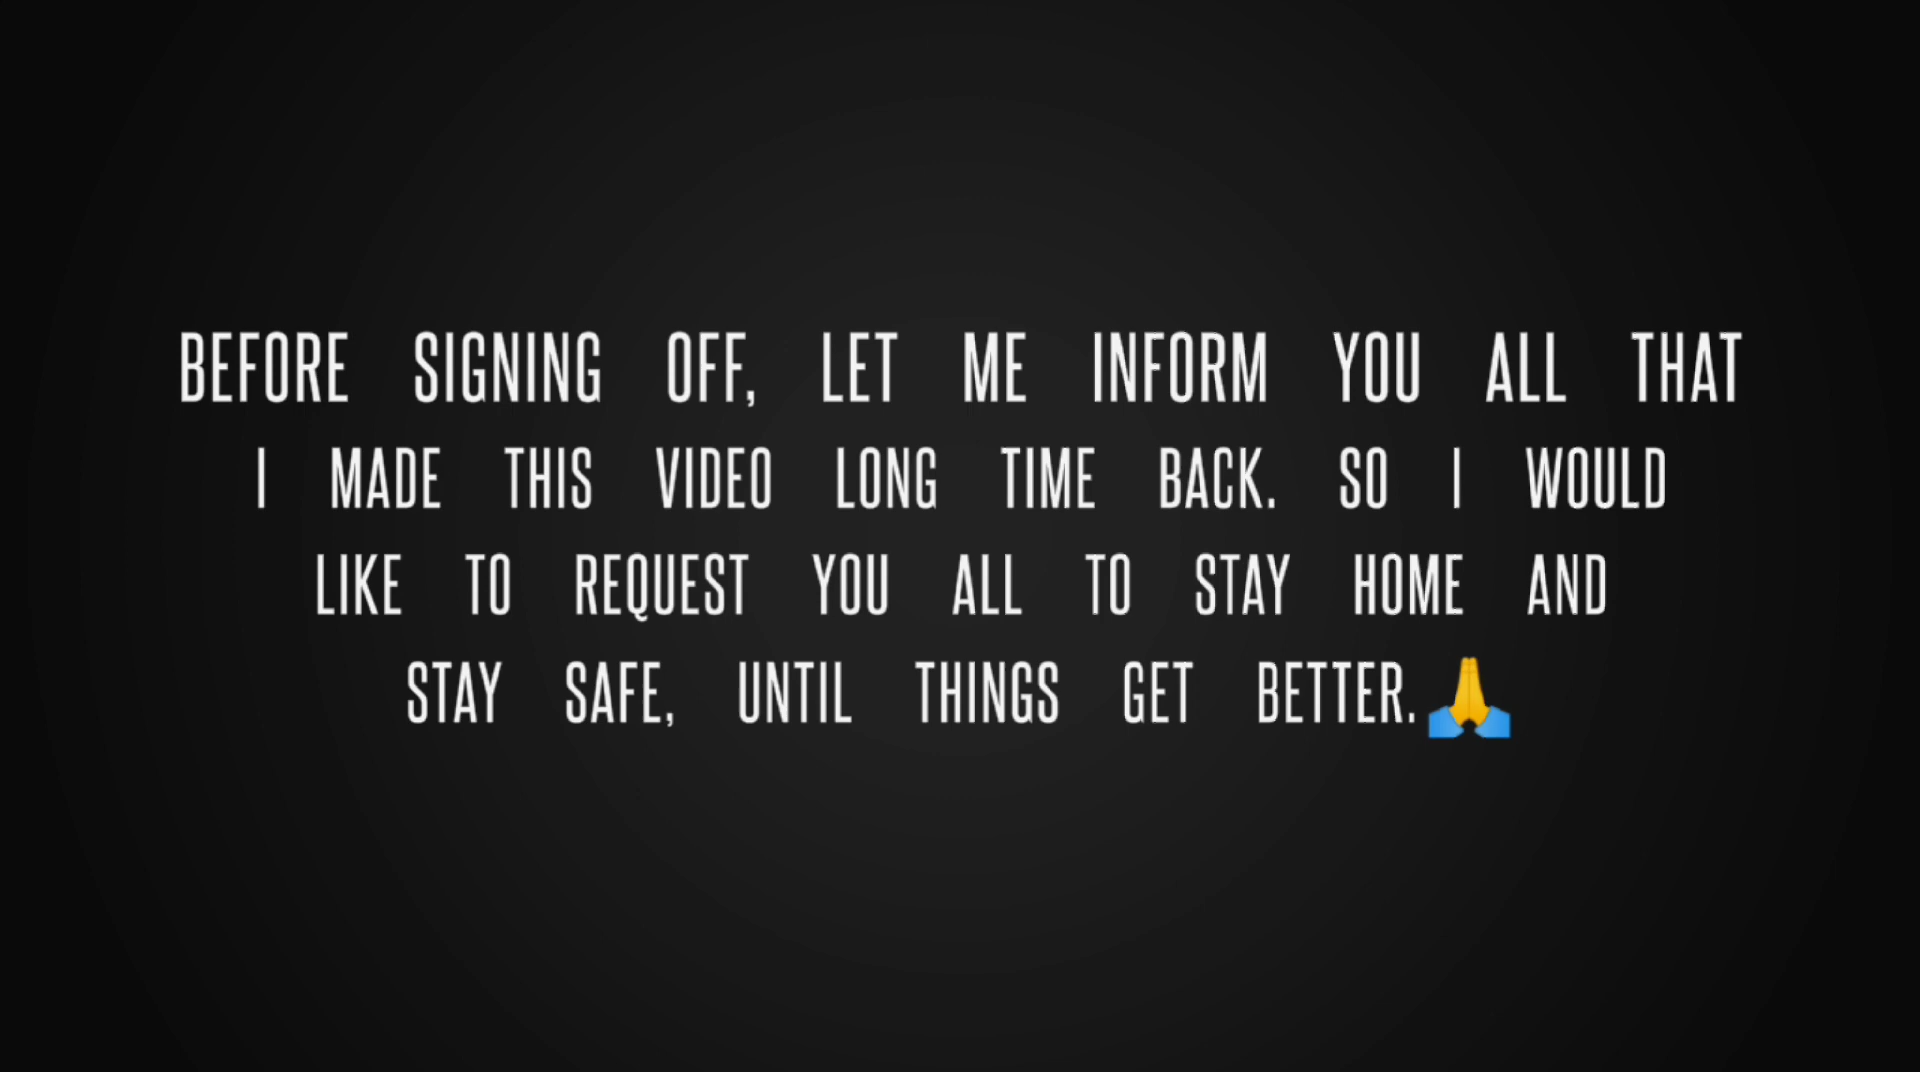 BEFORE SIGNING OFF, LET ME INFORM YOU ALL THAT
I MADE THIS VIDEO LONG TIME BACK. SO I WOULD
LIKE TO REQUEST YOU ALL TO STAY HOME AND
STAY SAFE, UNTIL THINGS GET BETTER.🙏